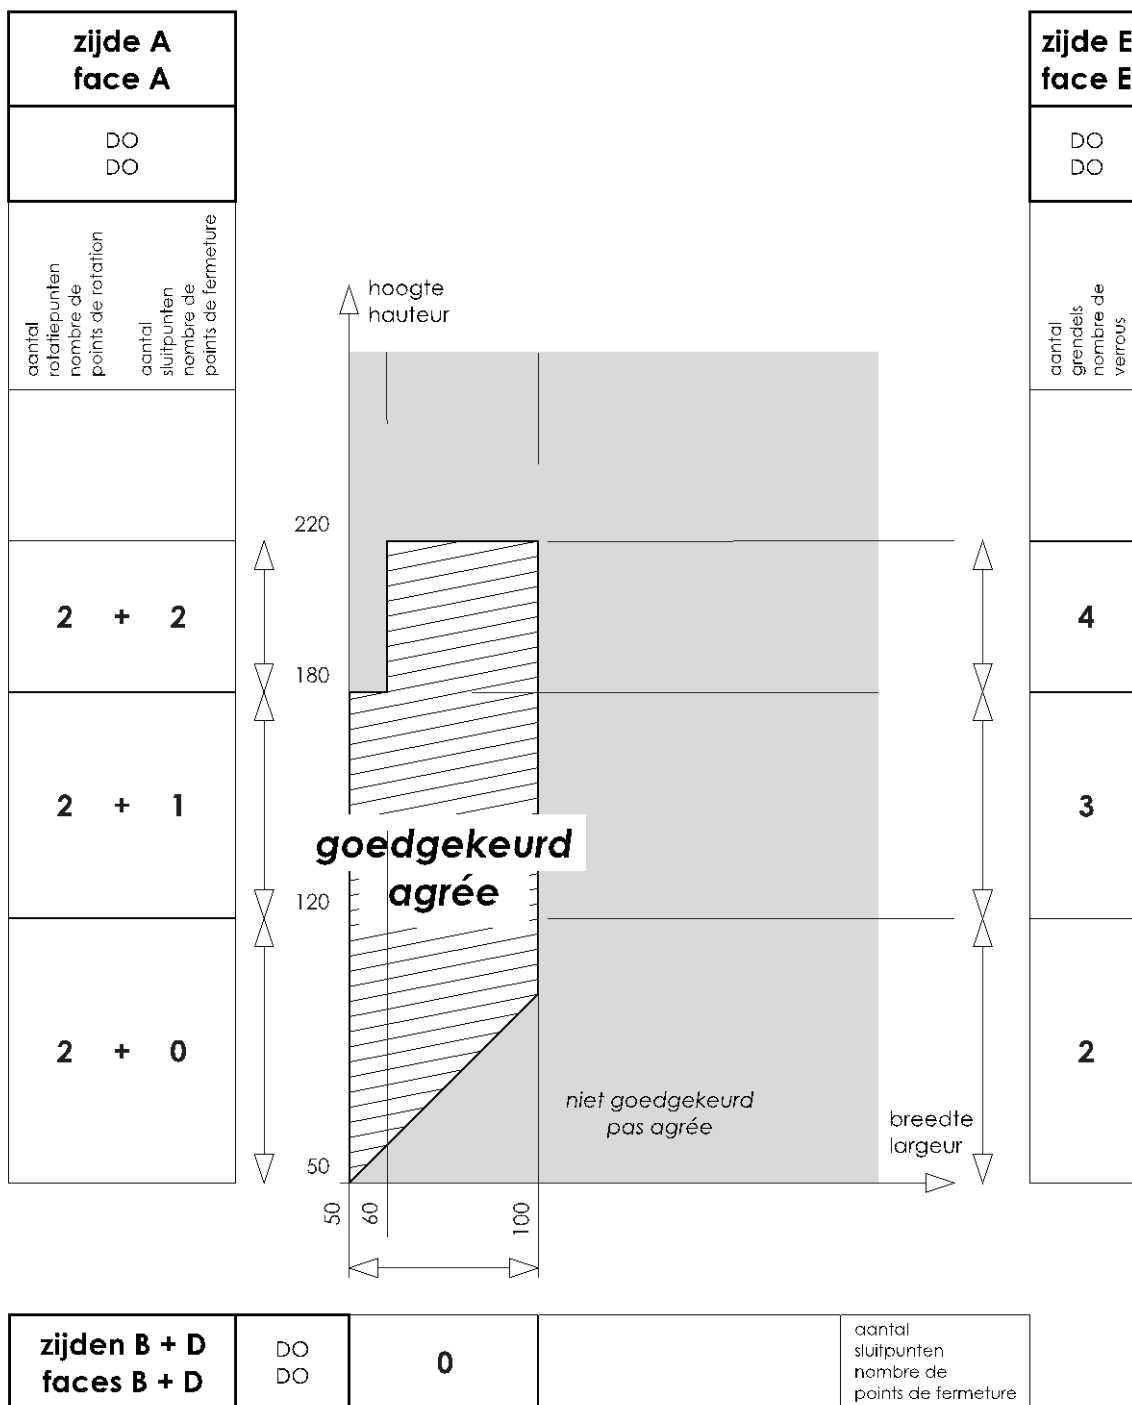 zijde A
face A
DO
DO
aantal
rotatiepunten
nombre de
points de rotation
aantal
sluitpunten
nombre de
points de fermeture
2 + 2
2 + 1
2 + 0
hoogte
hauteur
220
180
120
50
goedgekeurd
agrée
niet goedgekeurd
pas agrée
breedte
largeur
50
60
100
zijde E
face E
DO
DO
aantal
grendels
nombre de
verrous
4
3
2
zijden B + D
faces B + D
DO
DO
0
aantal
sluitpunten
nombre de
points de fermeture